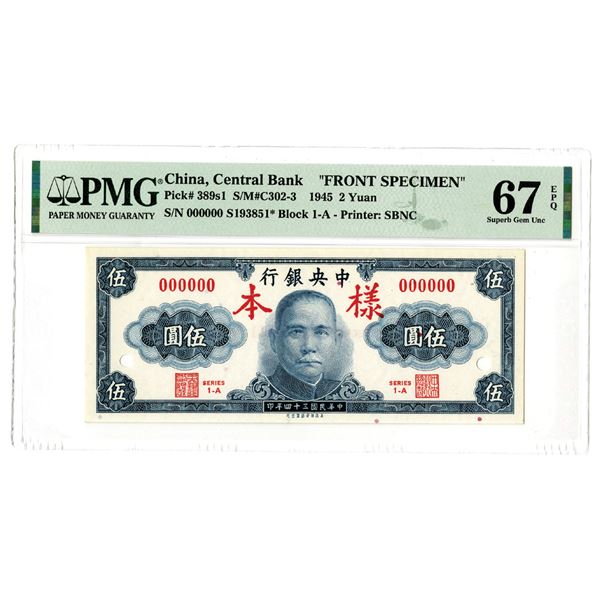 PMG
PAPER MONEY GUARANTY
China, Central Bank "FRONT SPECIMEN"
Pick# 389s1 S/M#C302-3 1945 2 Yuan
S/N 000000 S193851* Block 1-A - Printer: SBNC
67 EPQ
Superb Gem Unc
伍 行銀央中 伍
000000 本 樣 000000
圓伍 圓伍
SERIES 1-A SERIES 1-A
伍 印年四十三國民華中 伍